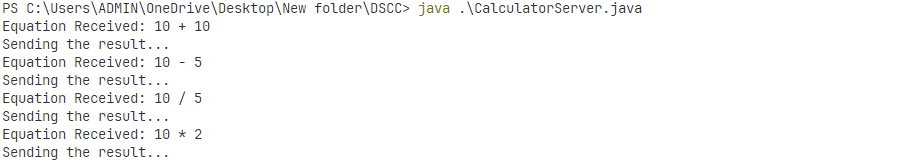 PS C:\Users\ADMIN\OneDrive\Desktop\New folder\DSCC> java .\CalculatorServer.java
Equation Received: 10 + 10
Sending the result...
Equation Received: 10 - 5
Sending the result...
Equation Received: 10 / 5
Sending the result...
Equation Received: 10 * 2
Sending the result...